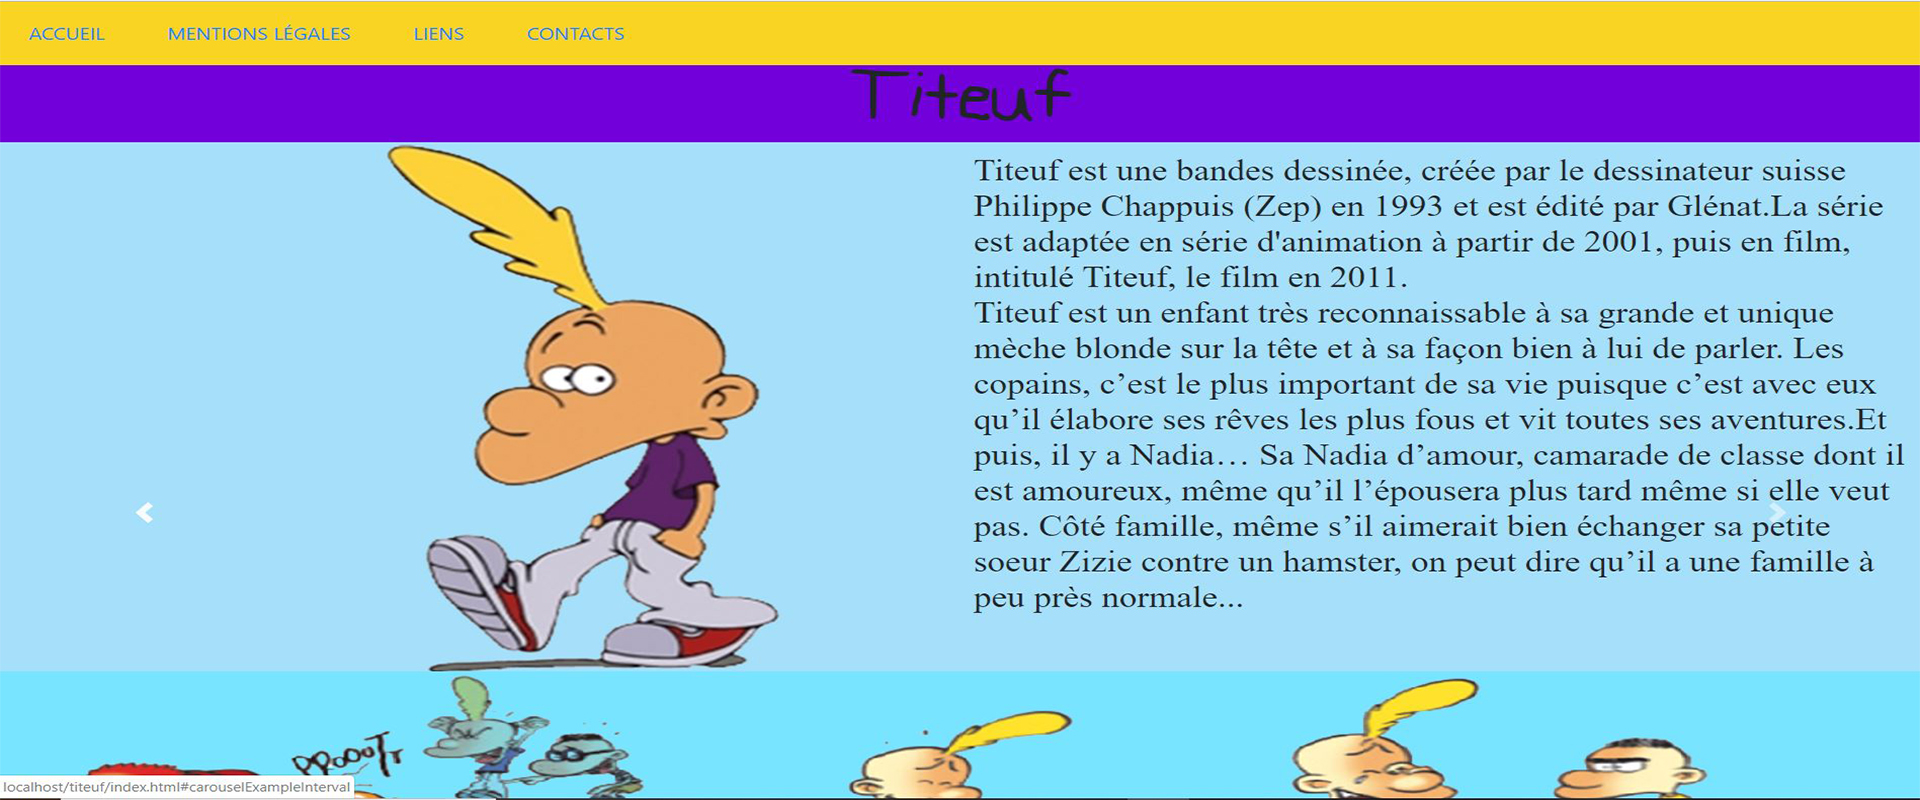 ACCUEIL MENTIONS LÉGALES LIENS CONTACTS
Titeuf
Titeuf est une bandes dessinée, créée par le dessinateur suisse
Philippe Chappuis (Zep) en 1993 et est édité par Glénat.La série
est adaptée en série d'animation à partir de 2001, puis en film,
intitulé Titeuf, le film en 2011.
Titeuf est un enfant très reconnaissable à sa grande et unique
mèche blonde sur la tête et à sa façon bien à lui de parler. Les
copains, c’est le plus important de sa vie puisque c’est avec eux
qu’il élabore ses rêves les plus fous et vit toutes ses aventures.Et
puis, il y a Nadia… Sa Nadia d’amour, camarade de classe dont il
est amoureux, même qu’il l’épousera plus tard même si elle veut
pas. Côté famille, même s’il aimerait bien échanger sa petite
soeur Zizie contre un hamster, on peut dire qu’il a une famille à
peu près normale...
localhost/titeuf/index.html#carouselExampleInterval